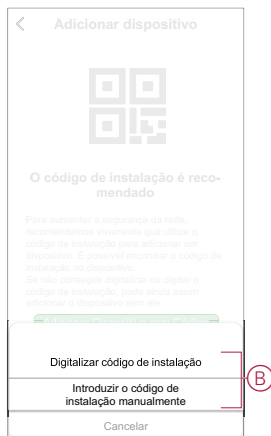 Adicionar dispositivo
O código de instalação é reco-
mendado
Para aumentar a segurança da rede,
recomendamos vivamente que utilize o
código de instalação para adicionar um
dispositivo. É possível encontrar o código de
instalação no dispositivo.
Se não conseguir digitalizar ou digitar o
código de instalação, pode ainda assim
adicionar o dispositivo sem ele.
Digitalizar código de instalação
Introduzir o código de
instalação manualmente
B
Cancelar